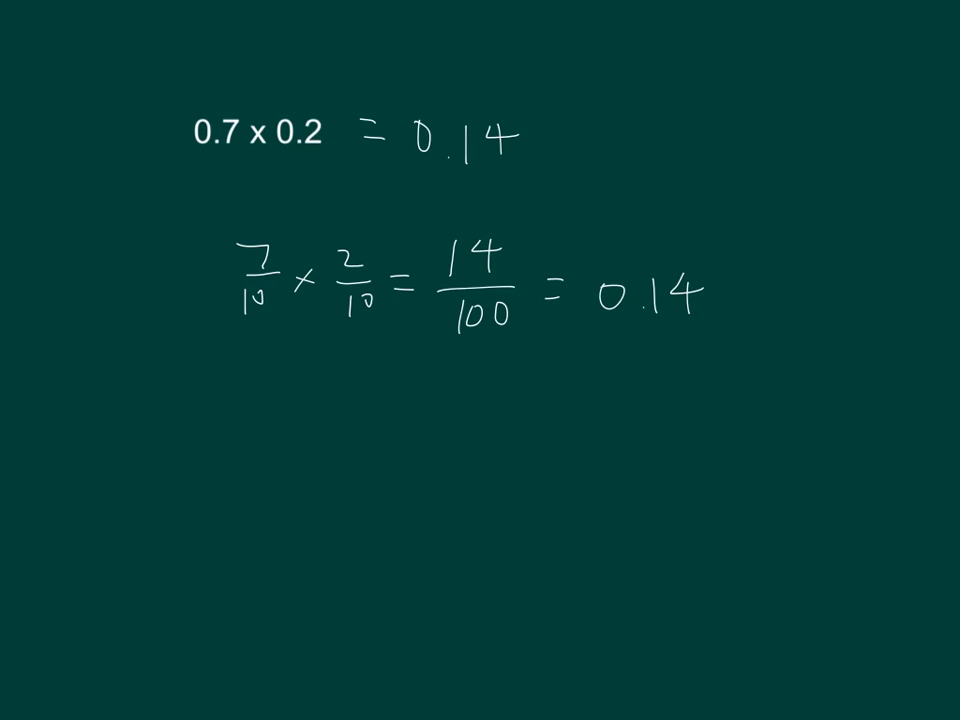 0.7 x 0.2 = 0.14
7/10 × 2/10 = 14/100 = 0.14